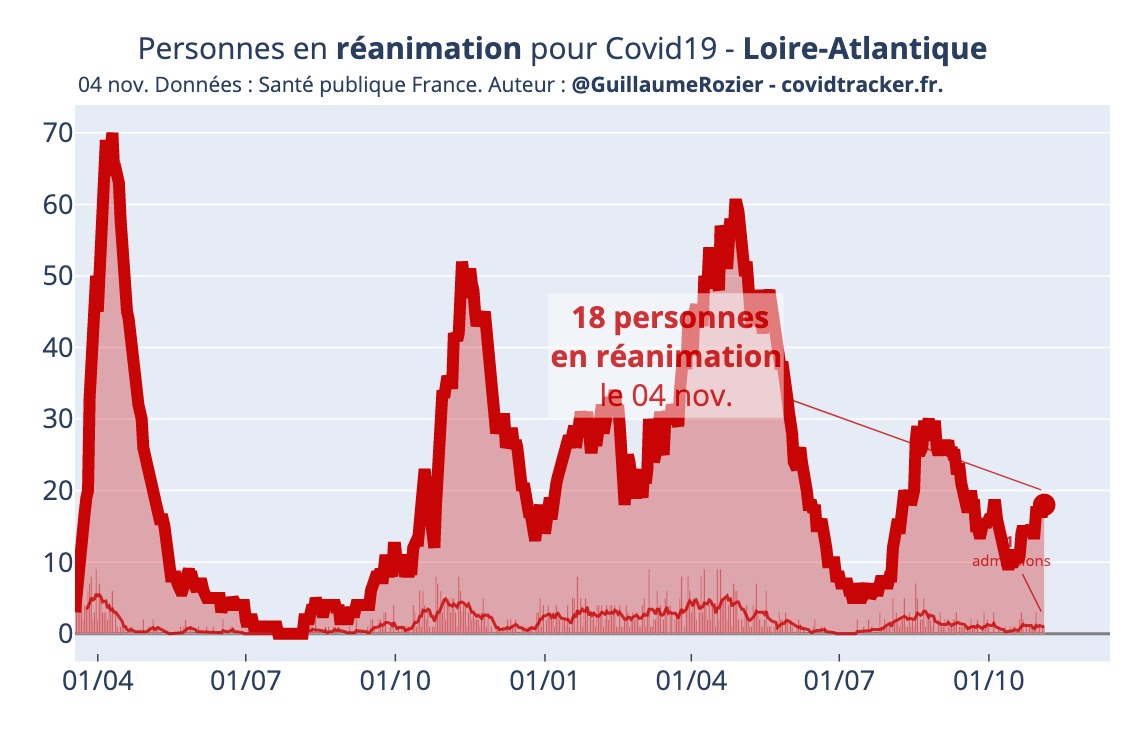 Personnes en réanimation pour Covid19 - Loire-Atlantique
04 nov. Données : Santé publique France. Auteur : @GuillaumeRozier - covidtracker.fr.
70
60
50
40
30
20
10
0
18 personnes
en réanimation
le 04 nov.
01/04 01/07 01/10 01/01 01/04 01/07 01/10